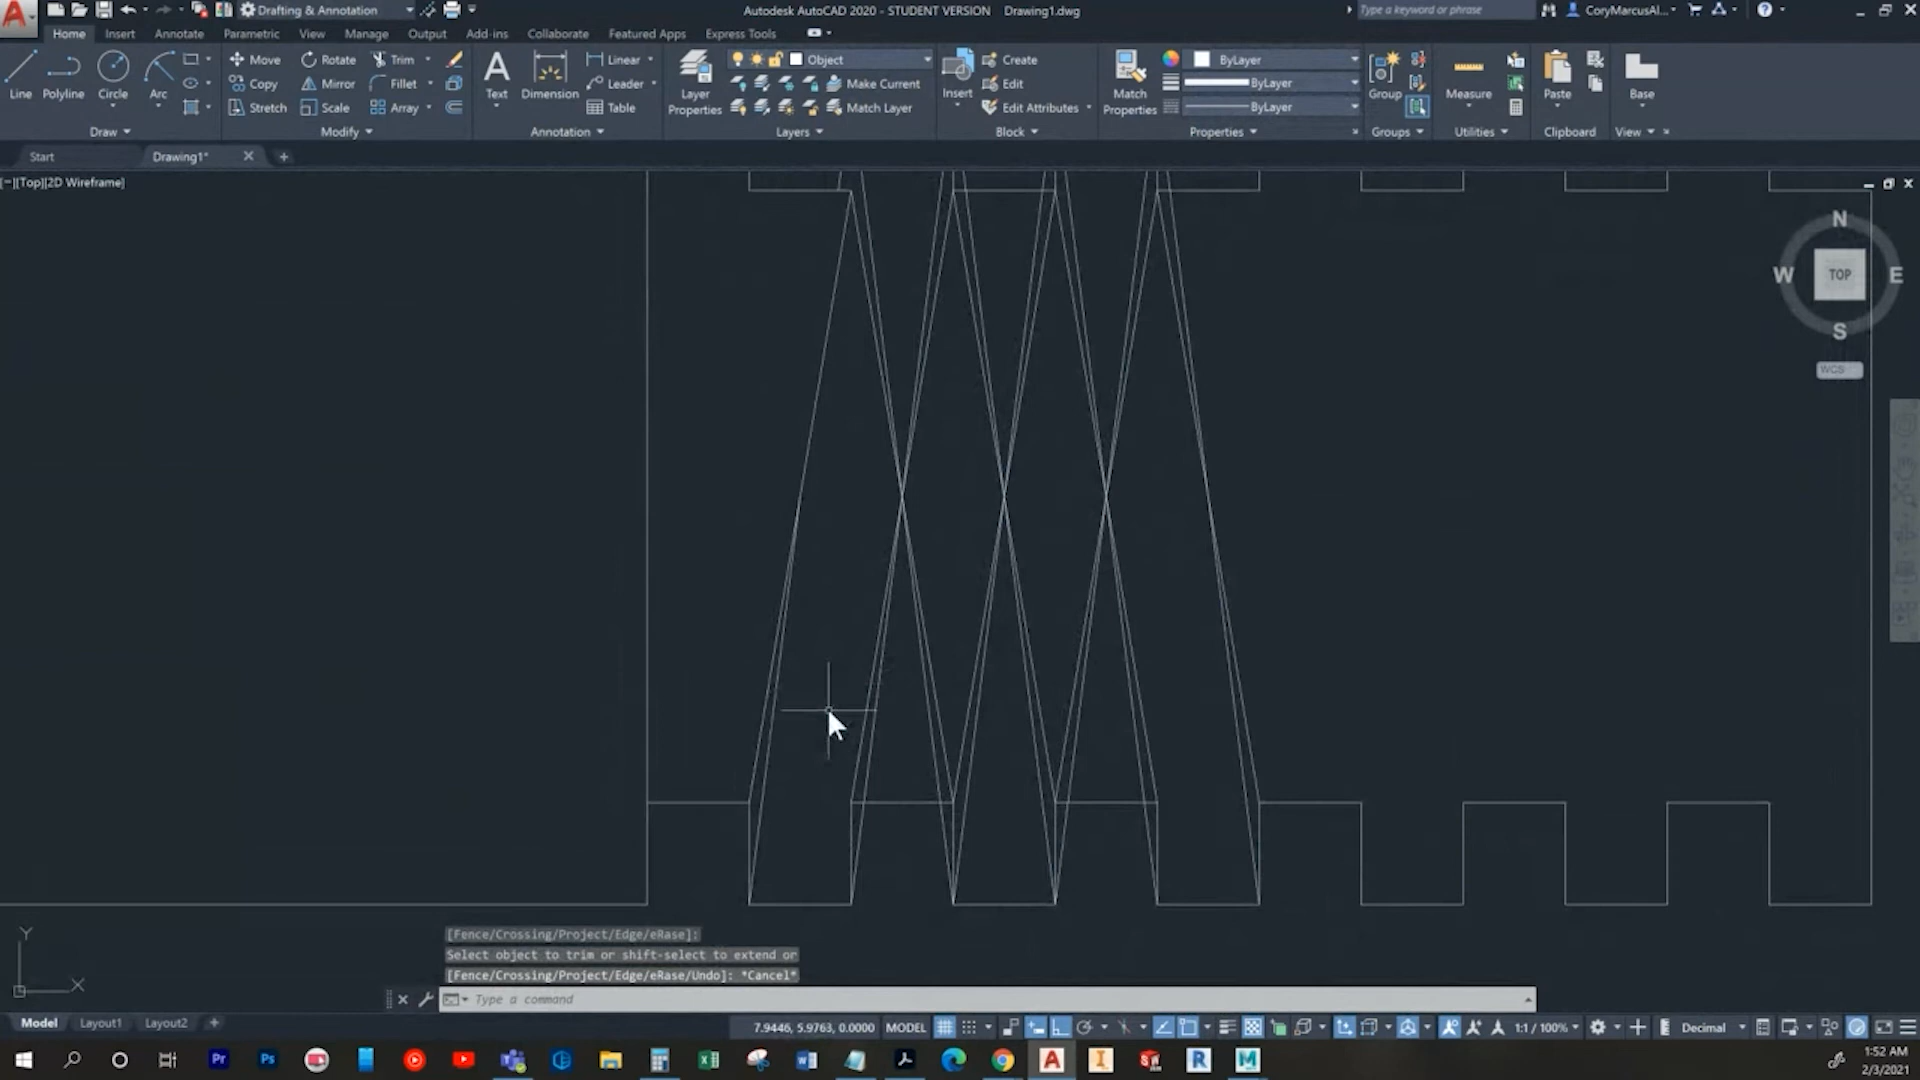 Drafting & Annotation
Autodesk AutoCAD 2020 - STUDENT VERSION Drawing1.dwg
Type a keyword or phrase
CoryMarcusAl...
Home Insert Annotate Parametric View Manage Output Add-ins Collaborate Featured Apps Express Tools
Line Polyline Circle Arc
Move Rotate Trim
Copy Mirror Fillet
Stretch Scale Array
Text Dimension
Linear
Leader
Table
Layer Properties
Object
Make Current
Match Layer
Insert
Create
Edit
Edit Attributes
Match Properties
ByLayer
ByLayer
ByLayer
Group Measure Paste Base
Draw Modify Annotation Layers Block Properties Groups Utilities Clipboard View
Start Drawing1*
[−][Top][2D Wireframe]
N
W TOP E
S
WCS
Y
X
[Fence/Crossing/Project/Edge/eRase]:
Select object to trim or shift-select to extend or
[Fence/Crossing/Project/Edge/eRase/Undo]: *Cancel*
Type a command
Model Layout1 Layout2 +
7.9446, 5.9763, 0.0000 MODEL
1:1 / 100%
Decimal
1:52 AM
2/3/2021